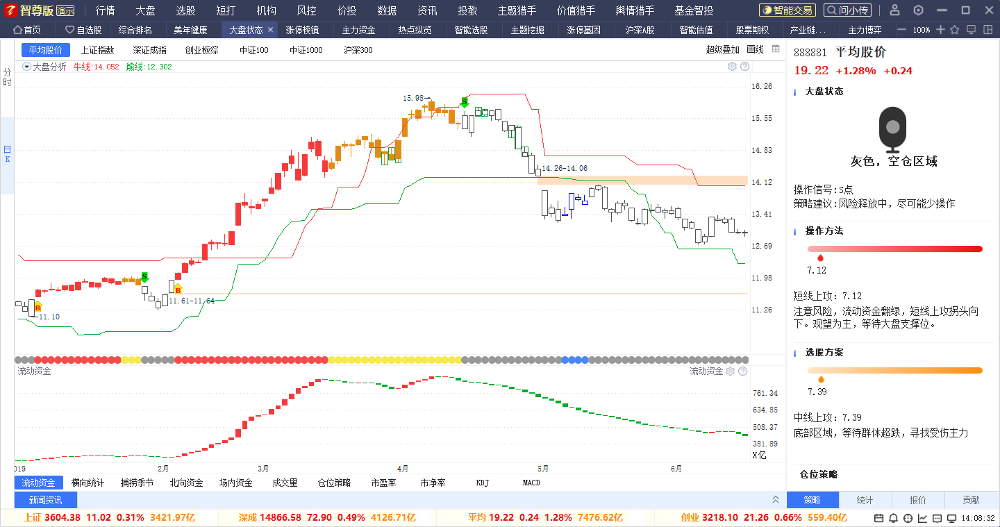 智尊版 演示 行情 大盘 选股 短打 机构 风控 价投 数据 资讯 投教 主题猎手 价值猎手 舆情猎手 基金智投 智能交易 问小传
首页 自选股 综合排名 美年健康 大盘状态 × 涨停棱镜 主力资金 热点纵览 智能选股 主题挖掘 涨停基因 沪深A股 智能估值 股票期权 产业链... 主力博弈 100%
平均股价 上证指数 深证成指 创业板综 中证100 中证1000 沪深300 超级叠加 画线
大盘分析 牛线:14.052 熊线:12.302
分时
日K
16.26
15.98
S
15.55
14.83
14.26-14.06
14.12
13.41
12.69
S
11.98
B
11.61-11.64
B
11.26
11.10
流动资金 流动资金
761.34
634.85
508.37
381.89
X亿
019 2月 3月 4月 5月 6月
流动资金 横向统计 捕捞季节 北向资金 场内资金 成交量 仓位策略 市盈率 市净率 KDJ MACD
新闻资讯
888881 平均股价
19.22 +1.28% +0.24
大盘状态
灰色，空仓区域
操作信号:S点
策略建议:风险释放中，尽可能少操作
操作方法
7.12
短线上攻：7.12
注意风险，流动资金翻绿，短线上攻拐头向
下。观望为主，等待大盘支撑位。
选股方案
7.39
中线上攻：7.39
底部区域，等待群体超跌，寻找受伤主力
仓位策略
策略 统计 报价 贡献
上证 3604.38 11.02 0.31% 3421.97亿 深成 14866.58 72.90 0.49% 4126.71亿 平均 19.22 0.24 1.28% 7476.62亿 创业 3218.10 21.26 0.66% 559.40亿 14:08:32